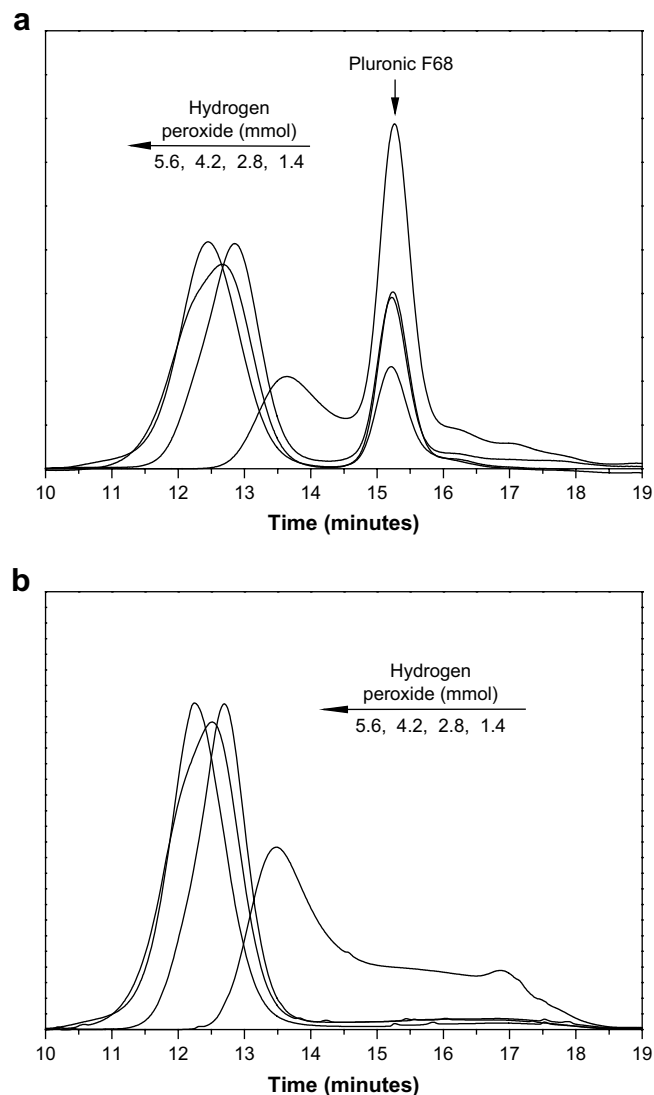 a
Pluronic F68
Hydrogen
peroxide (mmol)
5.6, 4.2, 2.8, 1.4
10 11 12 13 14 15 16 17 18 19
Time (minutes)
b
Hydrogen
peroxide (mmol)
5.6, 4.2, 2.8, 1.4
10 11 12 13 14 15 16 17 18 19
Time (minutes)